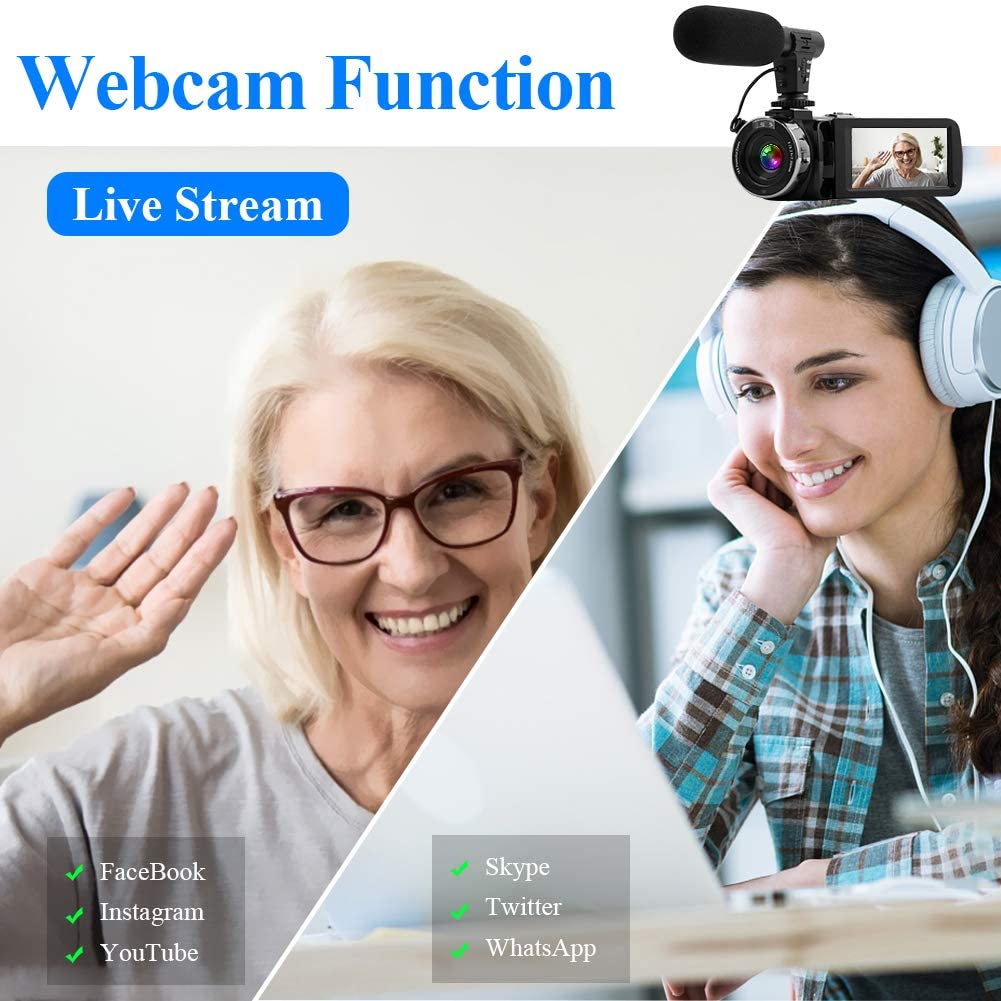 Webcam Function
Live Stream
FaceBook
Instagram
YouTube
Skype
Twitter
WhatsApp